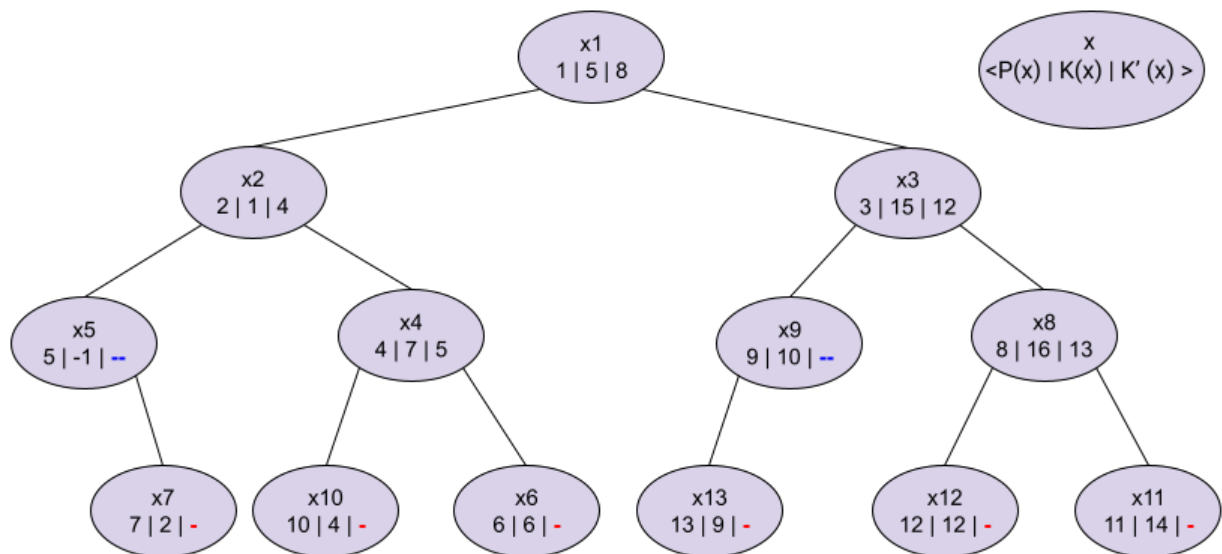 x1
1 | 5 | 8
x
<P(x) | K(x) | K′ (x) >
x2
2 | 1 | 4
x3
3 | 15 | 12
x5
5 | -1 | --
x4
4 | 7 | 5
x9
9 | 10 | --
x8
8 | 16 | 13
x7
7 | 2 | -
x10
10 | 4 | -
x6
6 | 6 | -
x13
13 | 9 | -
x12
12 | 12 | -
x11
11 | 14 | -